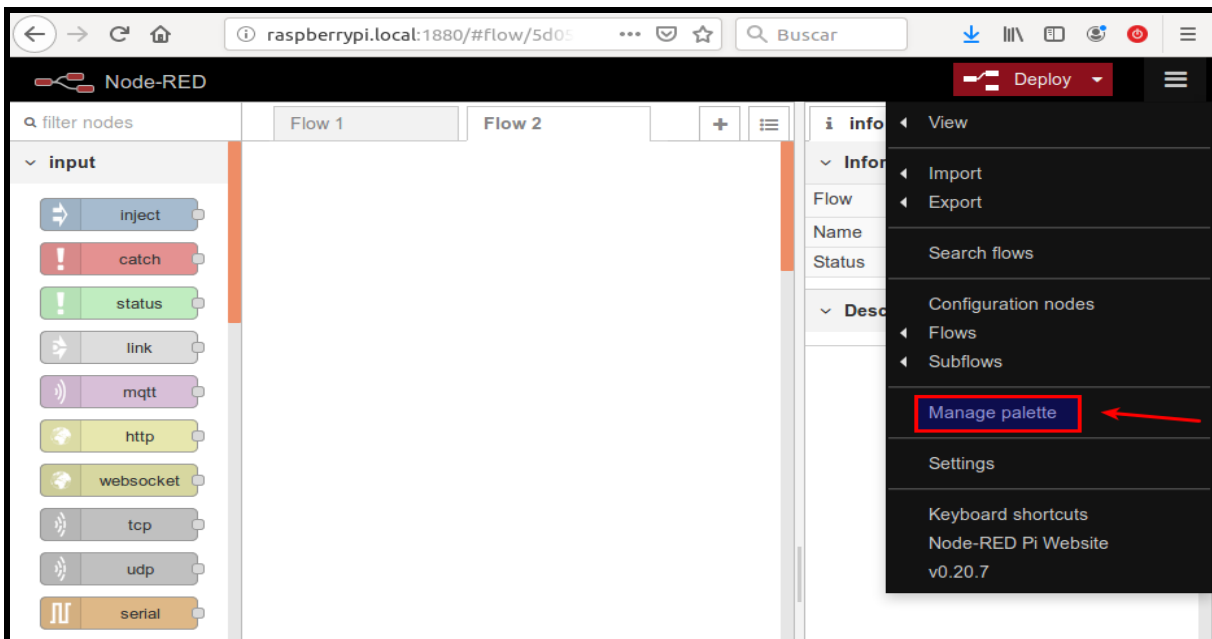 raspberrypi.local:1880/#flow/5d05
Buscar
Node-RED
Deploy
filter nodes
Flow 1
Flow 2
info
View
input
Infor
Import
Flow
Export
inject
Name
catch
Status
Search flows
status
Desc
Configuration nodes
Flows
link
Subflows
mqtt
Manage palette
http
Settings
websocket
Keyboard shortcuts
tcp
Node-RED Pi Website
udp
v0.20.7
serial